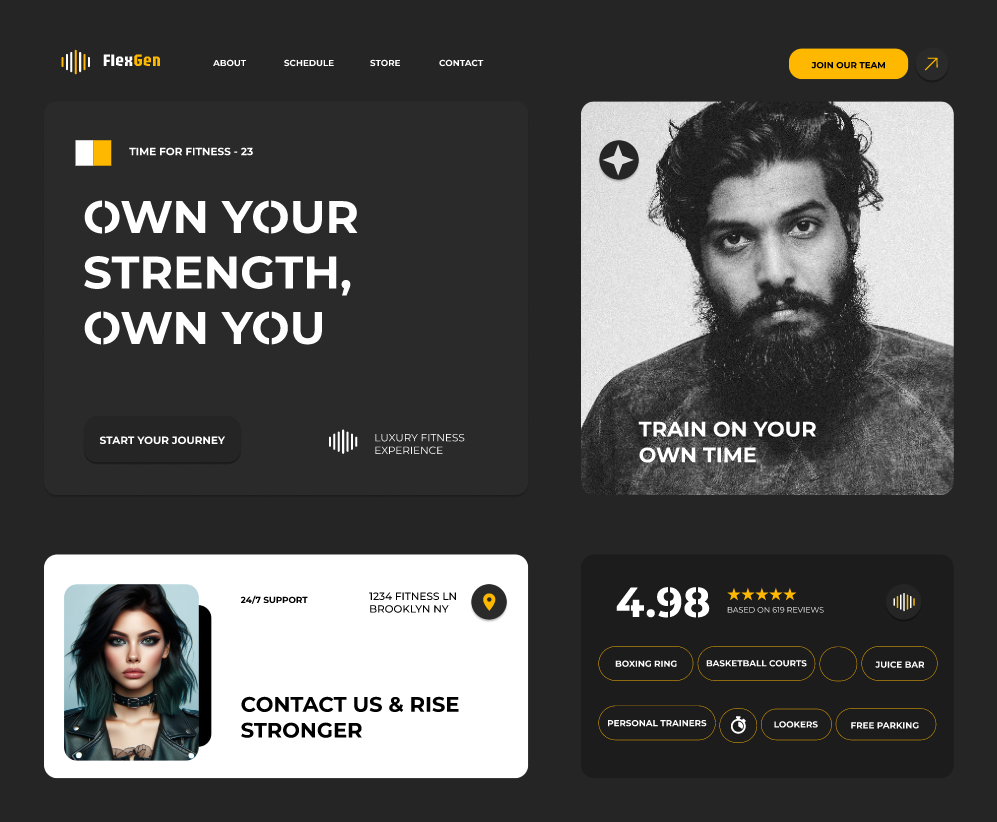 FlexGen
ABOUT
SCHEDULE
STORE
CONTACT
JOIN OUR TEAM
TIME FOR FITNESS - 23
OWN YOUR
STRENGTH,
OWN YOU
START YOUR JOURNEY
LUXURY FITNESS
EXPERIENCE
TRAIN ON YOUR
OWN TIME
24/7 SUPPORT
1234 FITNESS LN
BROOKLYN NY
CONTACT US & RISE
STRONGER
4.98
BASED ON 619 REVIEWS
BOXING RING
BASKETBALL COURTS
JUICE BAR
PERSONAL TRAINERS
LOOKERS
FREE PARKING